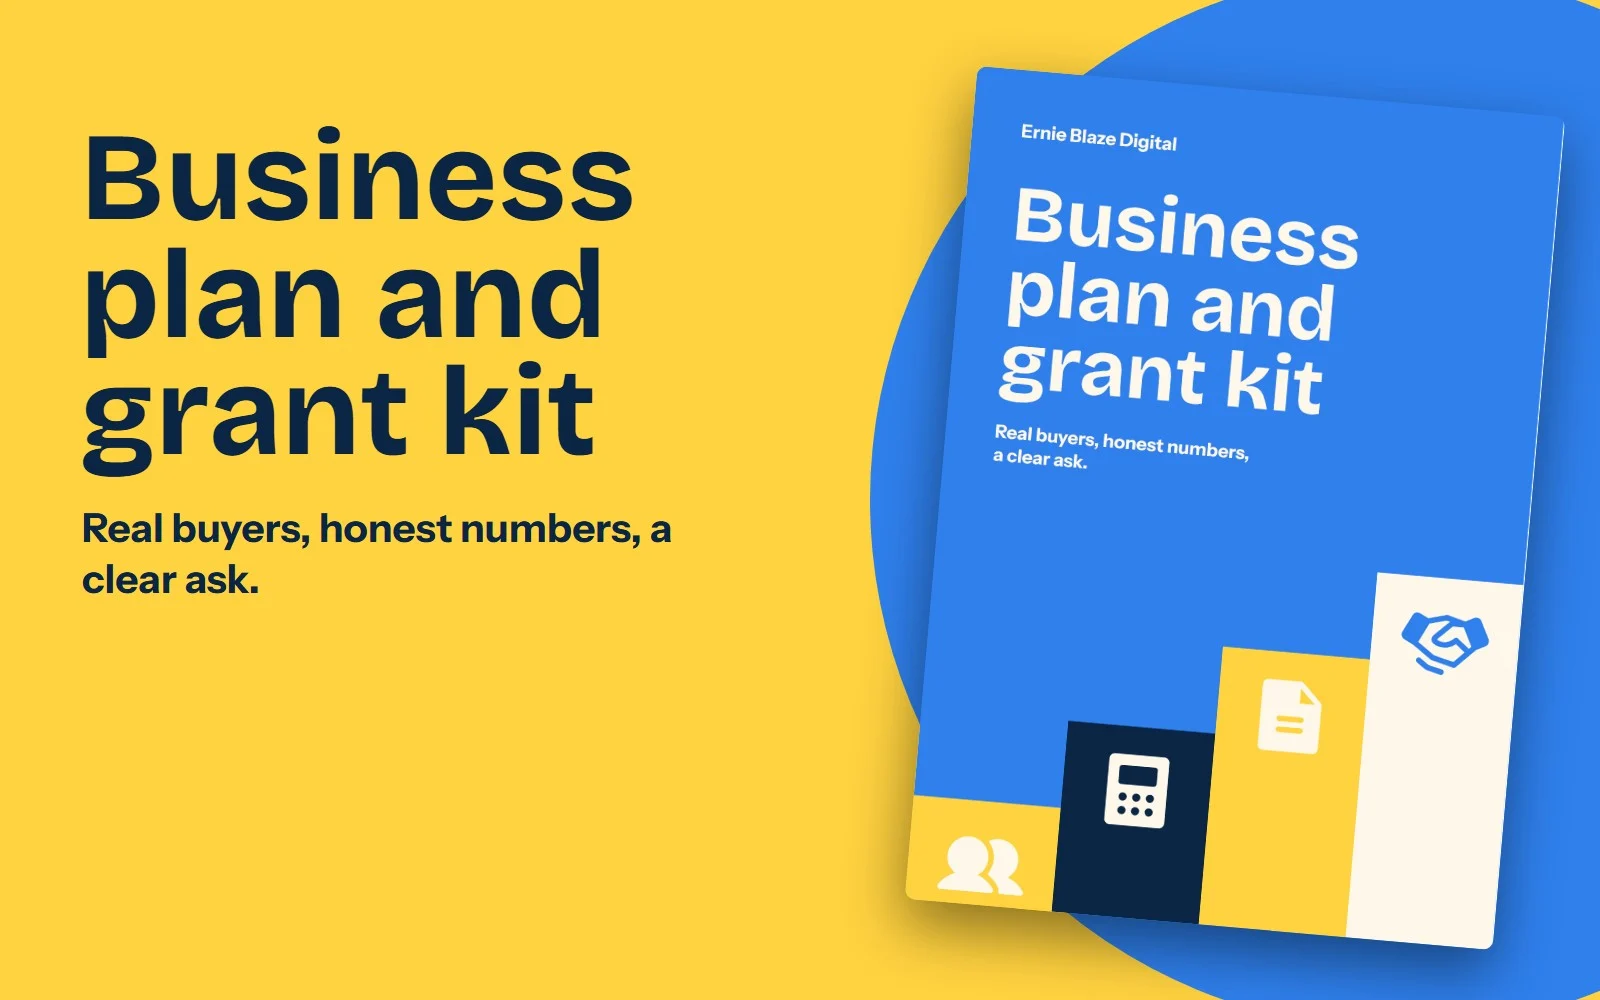 Business
plan and
grant kit
Real buyers, honest numbers, a
clear ask.
Ernie Blaze Digital
Business
plan and
grant kit
Real buyers, honest numbers,
a clear ask.